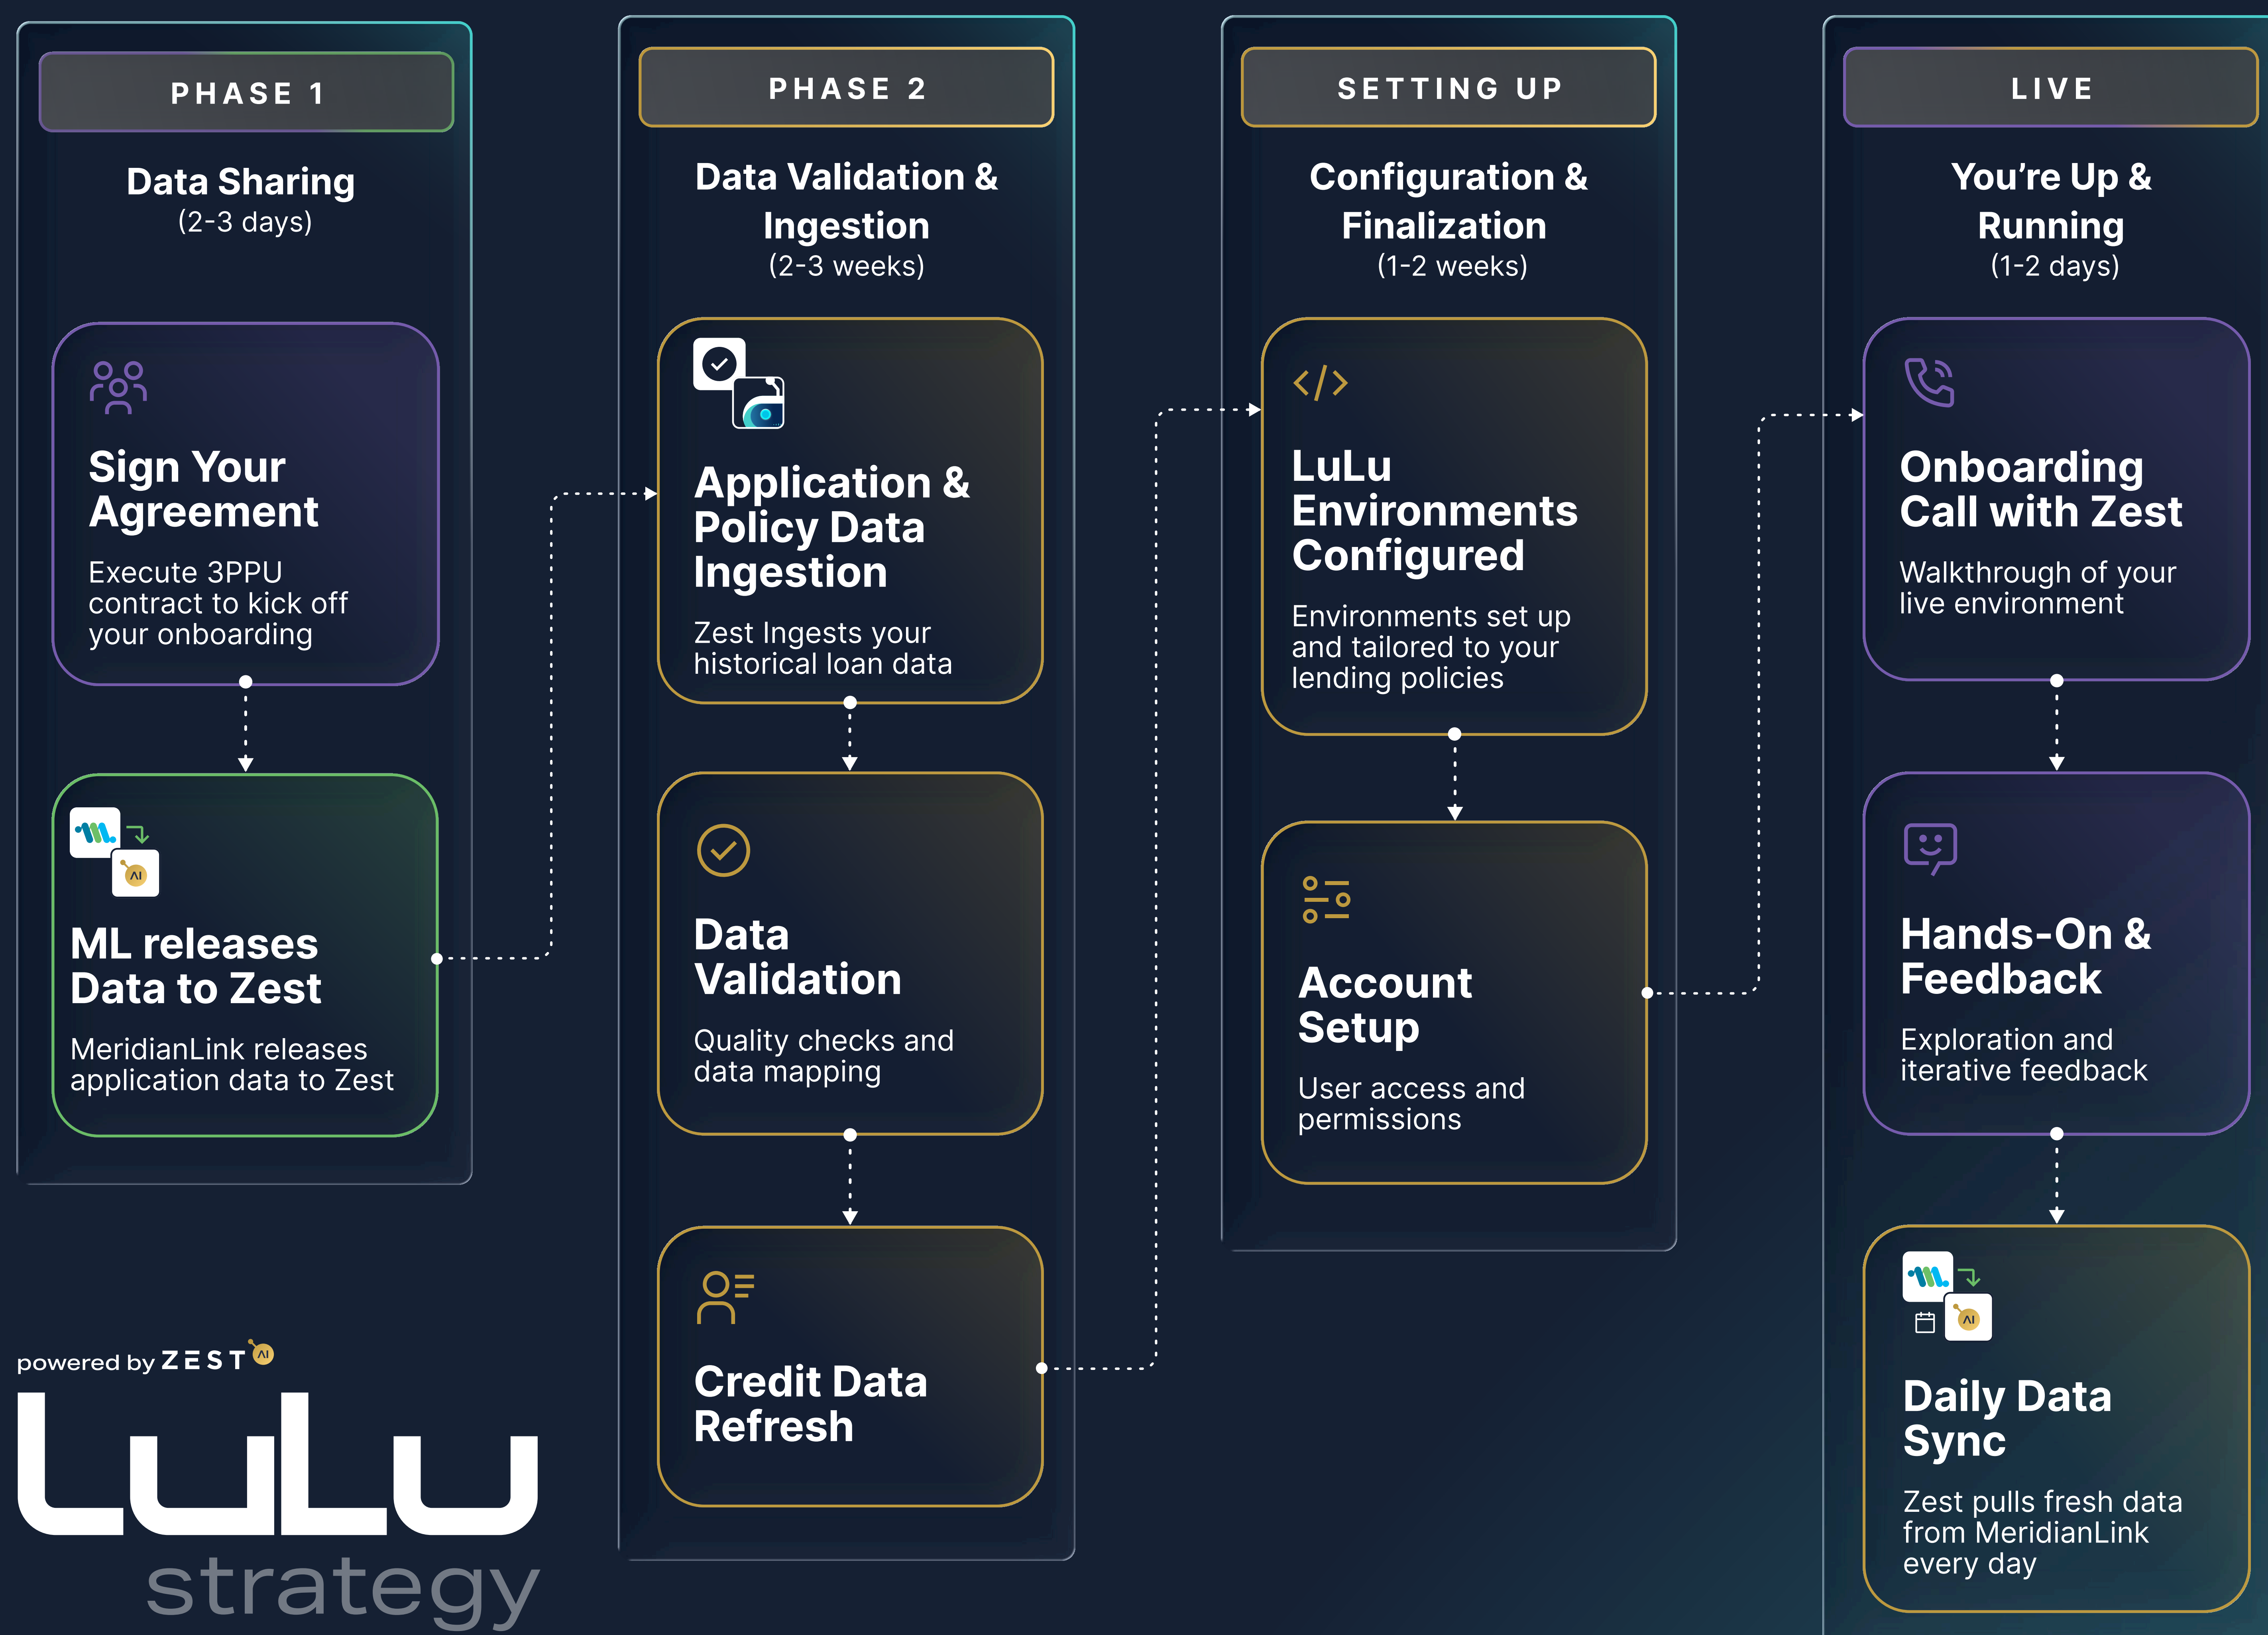 PHASE 1
Data Sharing
(2-3 days)
Sign Your
Agreement
Execute 3PPU
contract to kick off
your onboarding
AI
ML releases
Data to Zest
MeridianLink releases
application data to Zest
PHASE 2
Data Validation &
Ingestion
(2-3 weeks)
Application &
Policy Data
Ingestion
Zest Ingests your
historical loan data
Data
Validation
Quality checks and
data mapping
Credit Data
Refresh
SETTING UP
Configuration &
Finalization
(1-2 weeks)
LuLu
Environments
Configured
Environments set up
and tailored to your
lending policies
Account
Setup
User access and
permissions
LIVE
You’re Up &
Running
(1-2 days)
Onboarding
Call with Zest
Walkthrough of your
live environment
Hands-On &
Feedback
Exploration and
iterative feedback
AI
Daily Data
Sync
Zest pulls fresh data
from MeridianLink
every day
powered by ZEST AI
LuLu
strategy